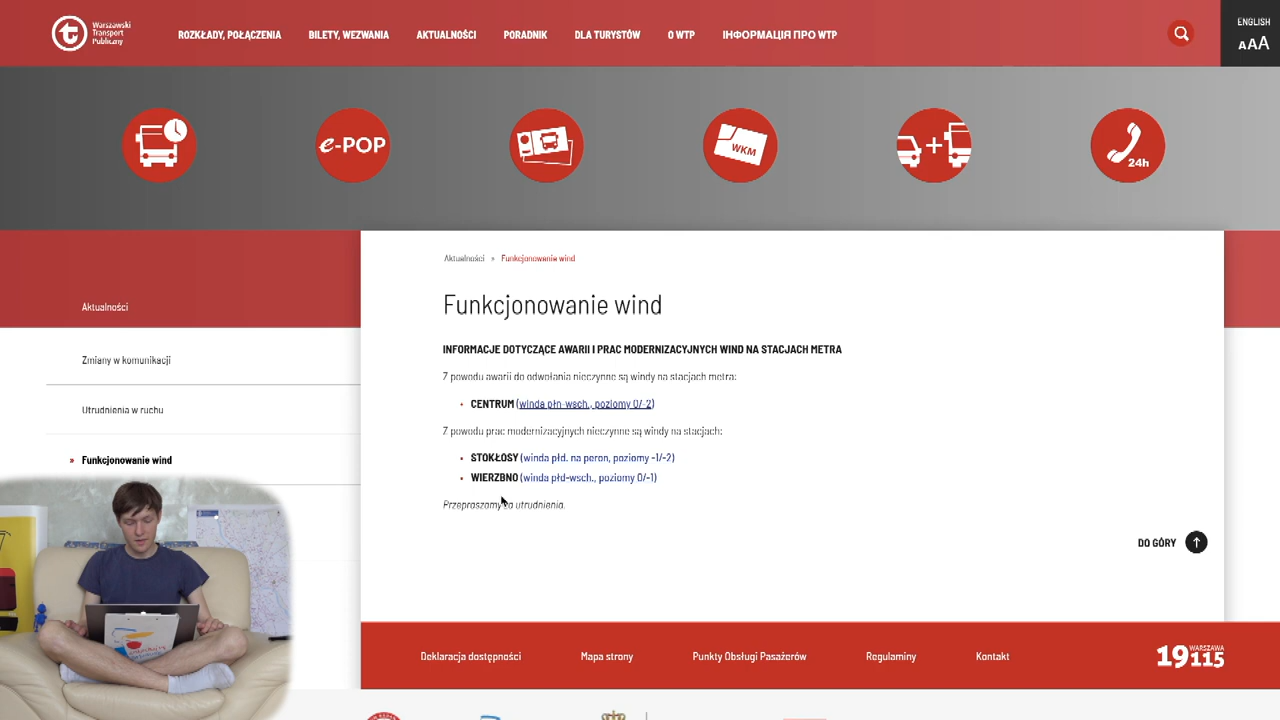 Warszawski
Transport
Publiczny
ROZKŁADY, POŁĄCZENIA
BILETY, WEZWANIA
AKTUALNOŚCI
PORADNIK
DLA TURYSTÓW
O WTP
ІНФОРМАЦІЯ ПРО WTP
ENGLISH
AAA
e-POP
WKM
24h
Aktualności » Funkcjonowanie wind
Aktualności
Zmiany w komunikacji
Utrudnienia w ruchu
» Funkcjonowanie wind
Funkcjonowanie wind
INFORMACJE DOTYCZĄCE AWARII I PRAC MODERNIZACYJNYCH WIND NA STACJACH METRA
Z powodu awarii do odwołania nieczynne są windy na stacjach metra:
• CENTRUM (winda płn-wsch., poziomy 0/-2)
Z powodu prac modernizacyjnych nieczynne są windy na stacjach:
• STOKŁOSY (winda płd. na peron, poziomy -1/-2)
• WIERZBNO (winda płd-wsch., poziomy 0/-1)
Przepraszamy za utrudnienia.
DO GÓRY
Deklaracja dostępności
Mapa strony
Punkty Obsługi Pasażerów
Regulaminy
Kontakt
WARSZAWA
19115